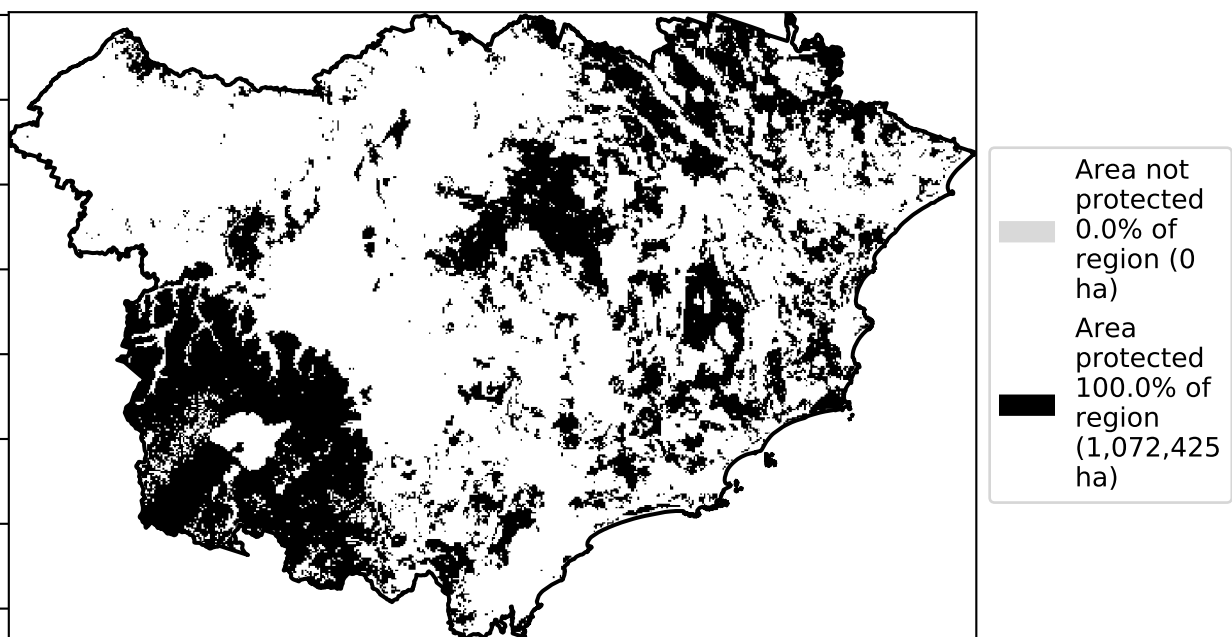 Area not
protected
0.0% of
region (0
ha)
Area
protected
100.0% of
region
(1,072,425
ha)